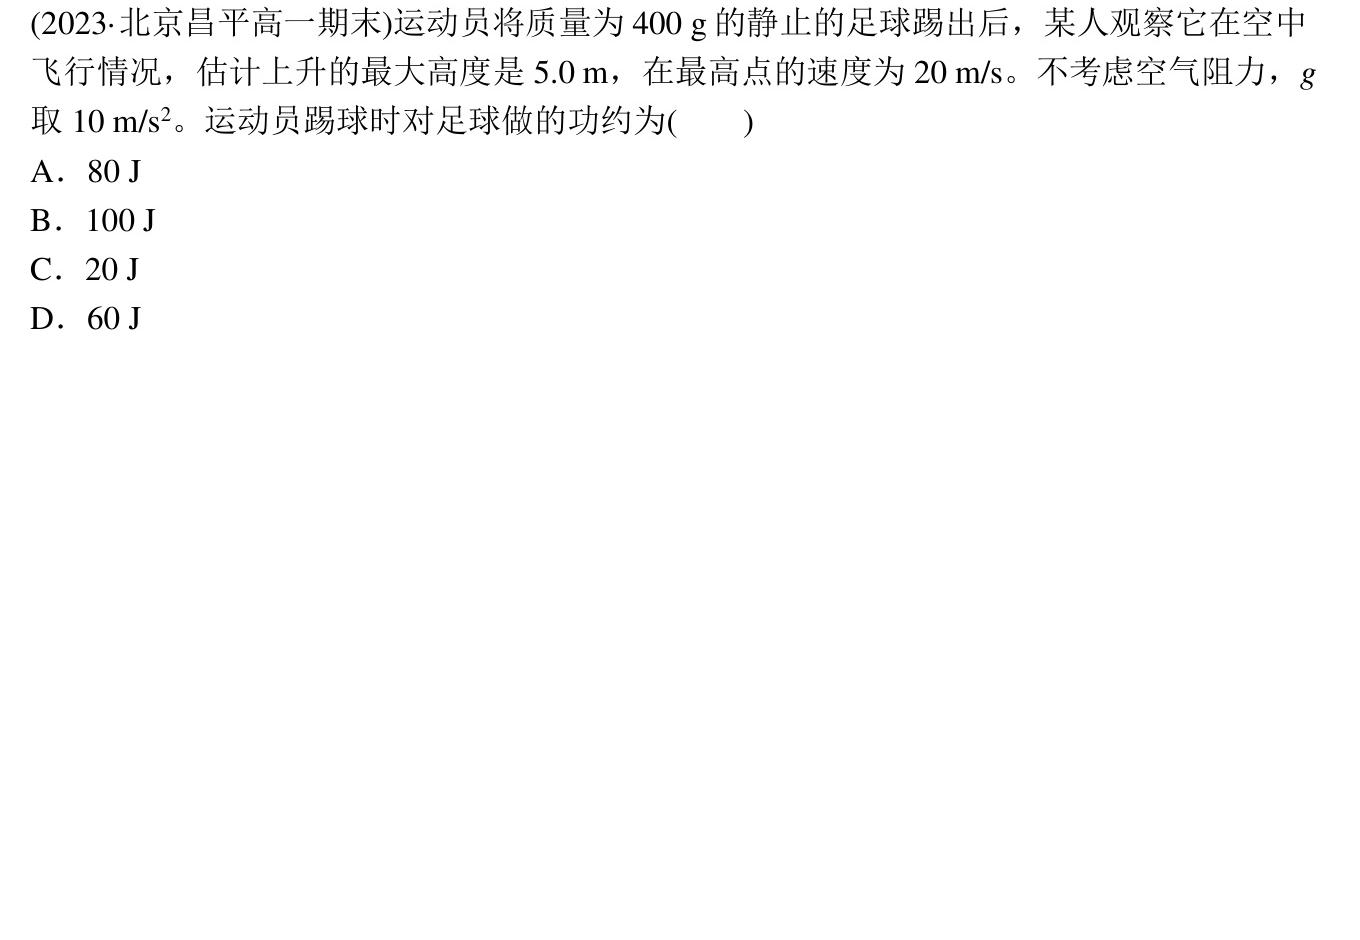 (2023·北京昌平高一期末)运动员将质量为 400 g 的静止的足球踢出后，某人观察它在空中
飞行情况，估计上升的最大高度是 5.0 m，在最高点的速度为 20 m/s。不考虑空气阻力，g
取 10 m/s²。运动员踢球时对足球做的功约为(　　)
A．80 J
B．100 J
C．20 J
D．60 J